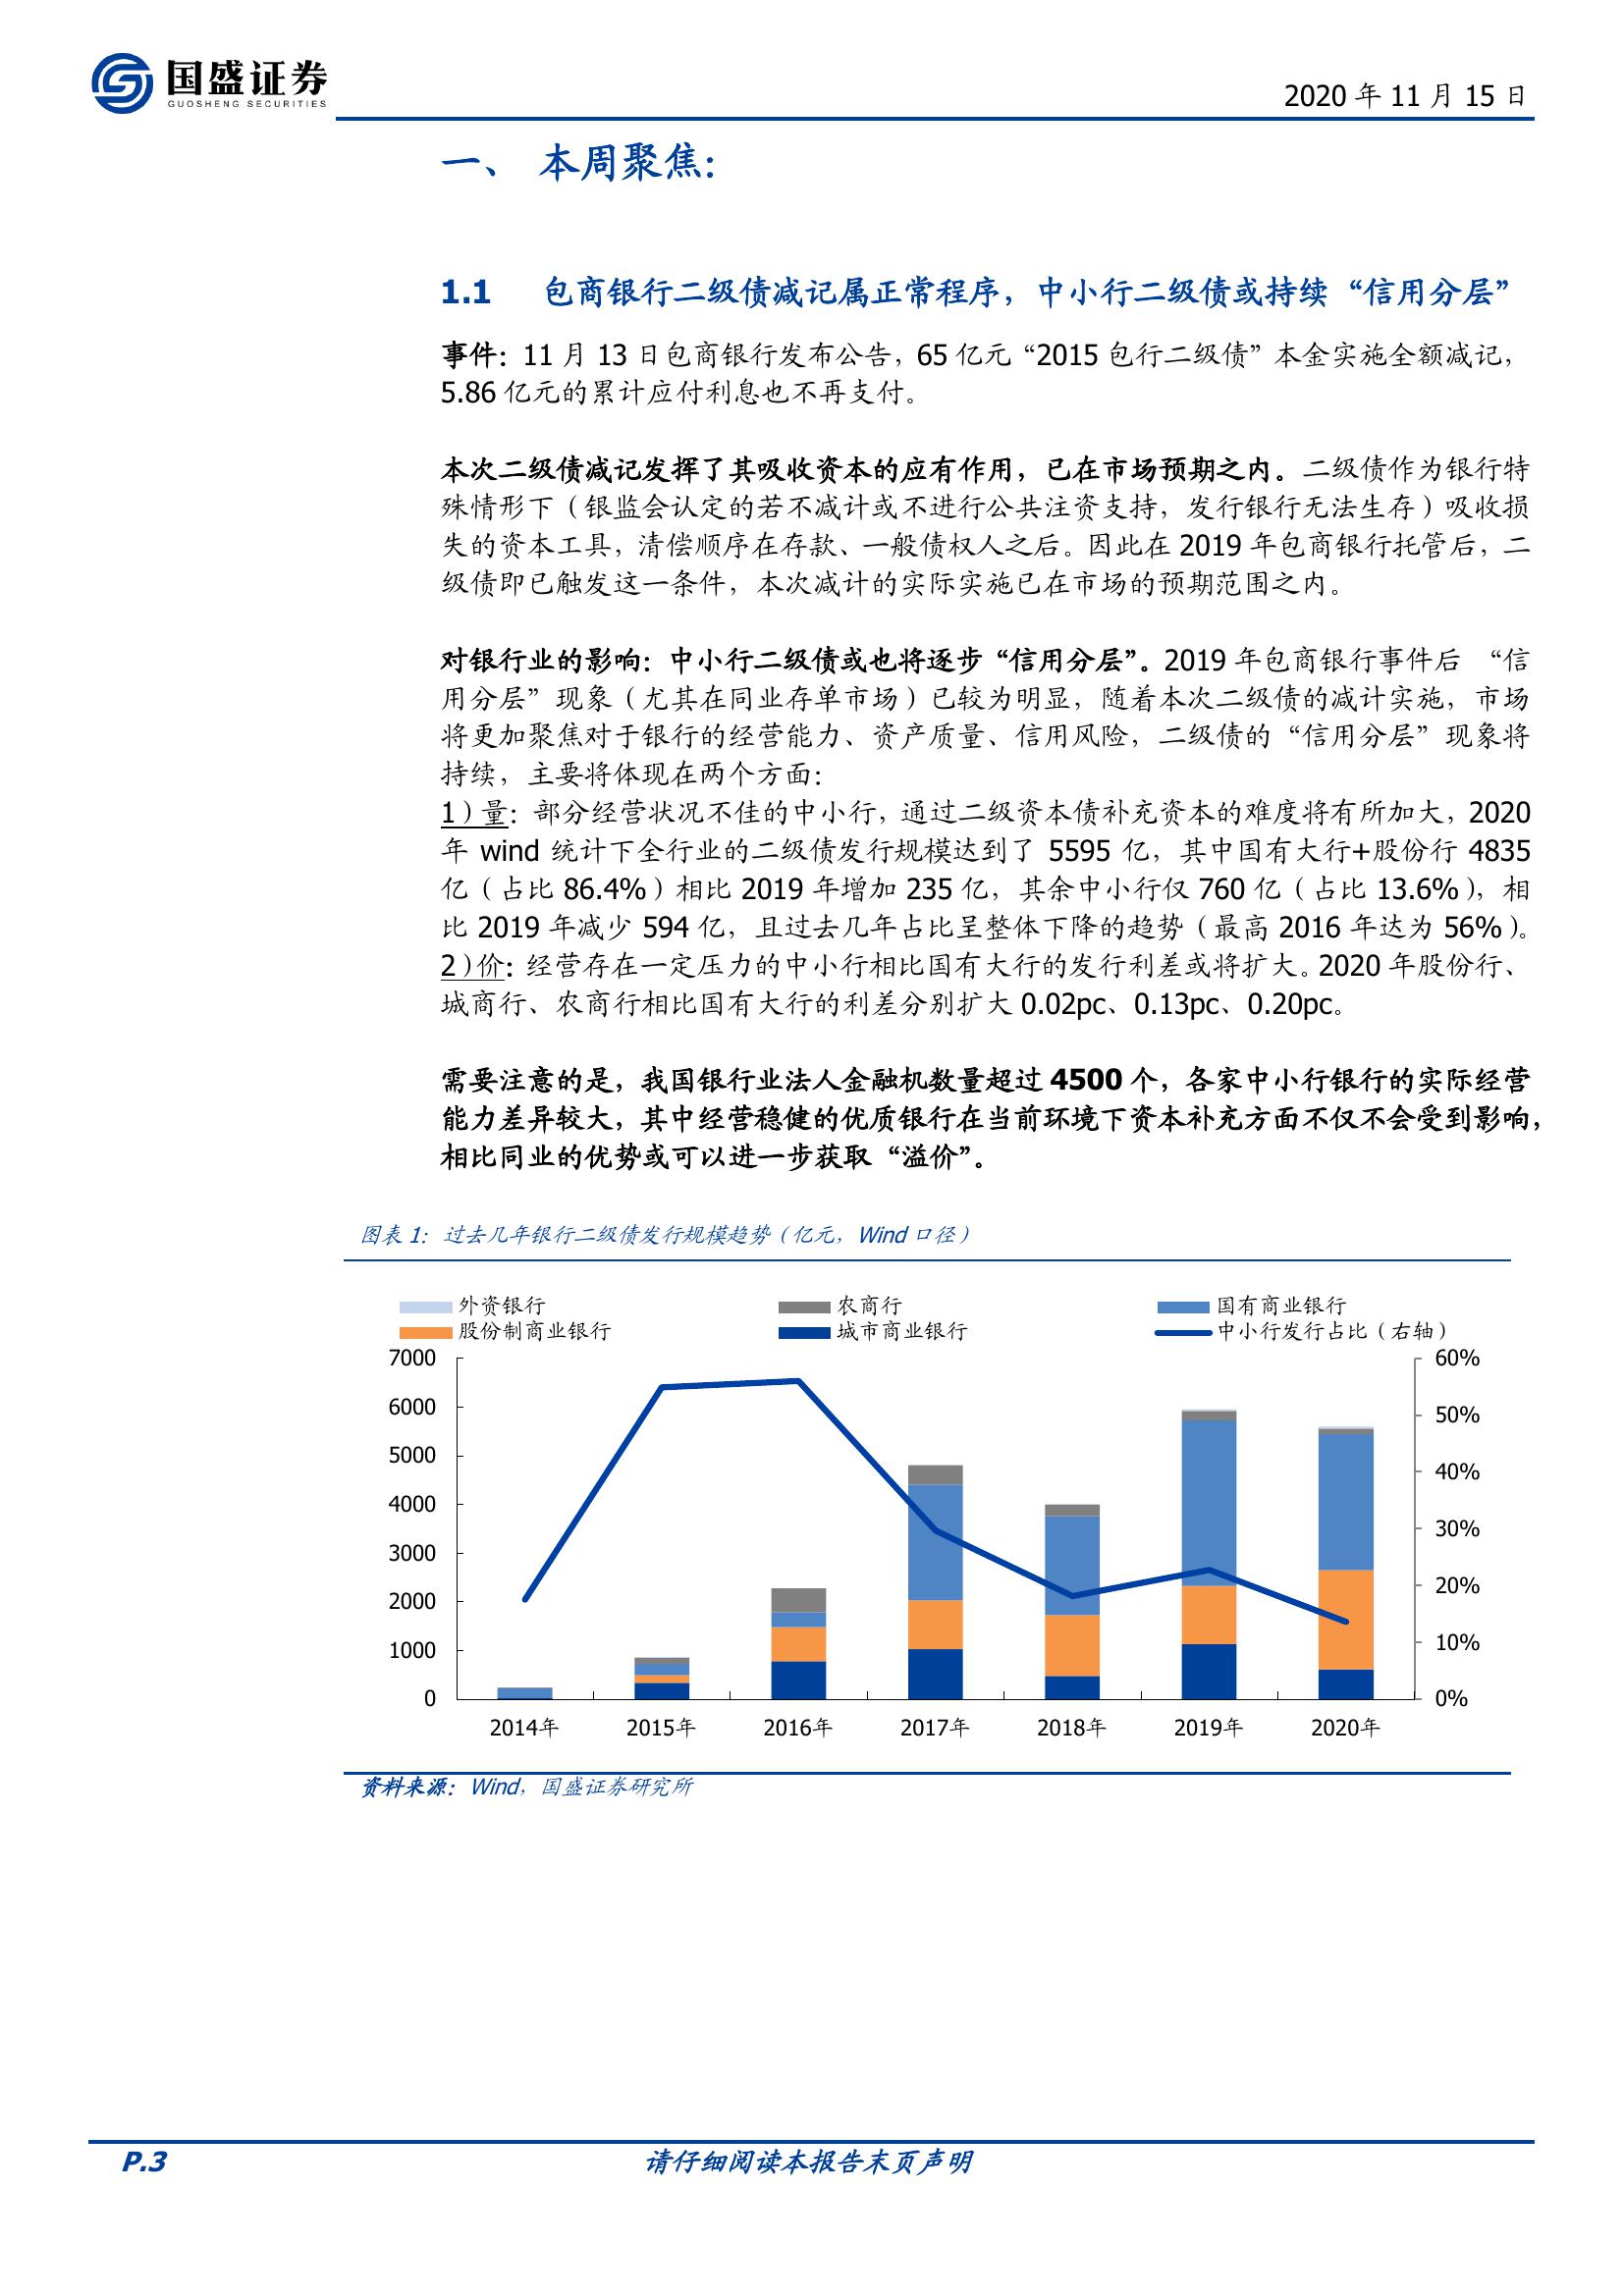 国盛证券
GUOSHENG SECURITIES
2020 年 11 月 15 日
一、 本周聚焦：
1.1 包商银行二级债减记属正常程序，中小行二级债或持续“信用分层”
事件：11 月 13 日包商银行发布公告，65 亿元“2015 包行二级债”本金实施全额减记，
5.86 亿元的累计应付利息也不再支付。
本次二级债减记发挥了其吸收资本的应有作用，已在市场预期之内。二级债作为银行特
殊情形下（银监会认定的若不减计或不进行公共注资支持，发行银行无法生存）吸收损
失的资本工具，清偿顺序在存款、一般债权人之后。因此在 2019 年包商银行托管后，二
级债即已触发这一条件，本次减计的实际实施已在市场的预期范围之内。
对银行业的影响：中小行二级债或也将逐步“信用分层”。2019 年包商银行事件后 “信
用分层”现象（尤其在同业存单市场）已较为明显，随着本次二级债的减计实施，市场
将更加聚焦对于银行的经营能力、资产质量、信用风险，二级债的“信用分层”现象将
持续，主要将体现在两个方面：
1）量：部分经营状况不佳的中小行，通过二级资本债补充资本的难度将有所加大，2020
年 wind 统计下全行业的二级债发行规模达到了 5595 亿，其中国有大行+股份行 4835
亿（占比 86.4%）相比 2019 年增加 235 亿，其余中小行仅 760 亿（占比 13.6%），相
比 2019 年减少 594 亿，且过去几年占比呈整体下降的趋势（最高 2016 年达为 56%）。
2）价：经营存在一定压力的中小行相比国有大行的发行利差或将扩大。2020 年股份行、
城商行、农商行相比国有大行的利差分别扩大 0.02pc、0.13pc、0.20pc。
需要注意的是，我国银行业法人金融机数量超过 4500 个，各家中小行银行的实际经营
能力差异较大，其中经营稳健的优质银行在当前环境下资本补充方面不仅不会受到影响，
相比同业的优势或可以进一步获取“溢价”。
图表 1：过去几年银行二级债发行规模趋势（亿元，Wind 口径）
外资银行 农商行 国有商业银行
股份制商业银行 城市商业银行 中小行发行占比（右轴）
7000 60%
6000 50%
5000 40%
4000 30%
3000 20%
2000 10%
1000 0%
0
2014年 2015年 2016年 2017年 2018年 2019年 2020年
资料来源：Wind，国盛证券研究所
P.3 请仔细阅读本报告末页声明